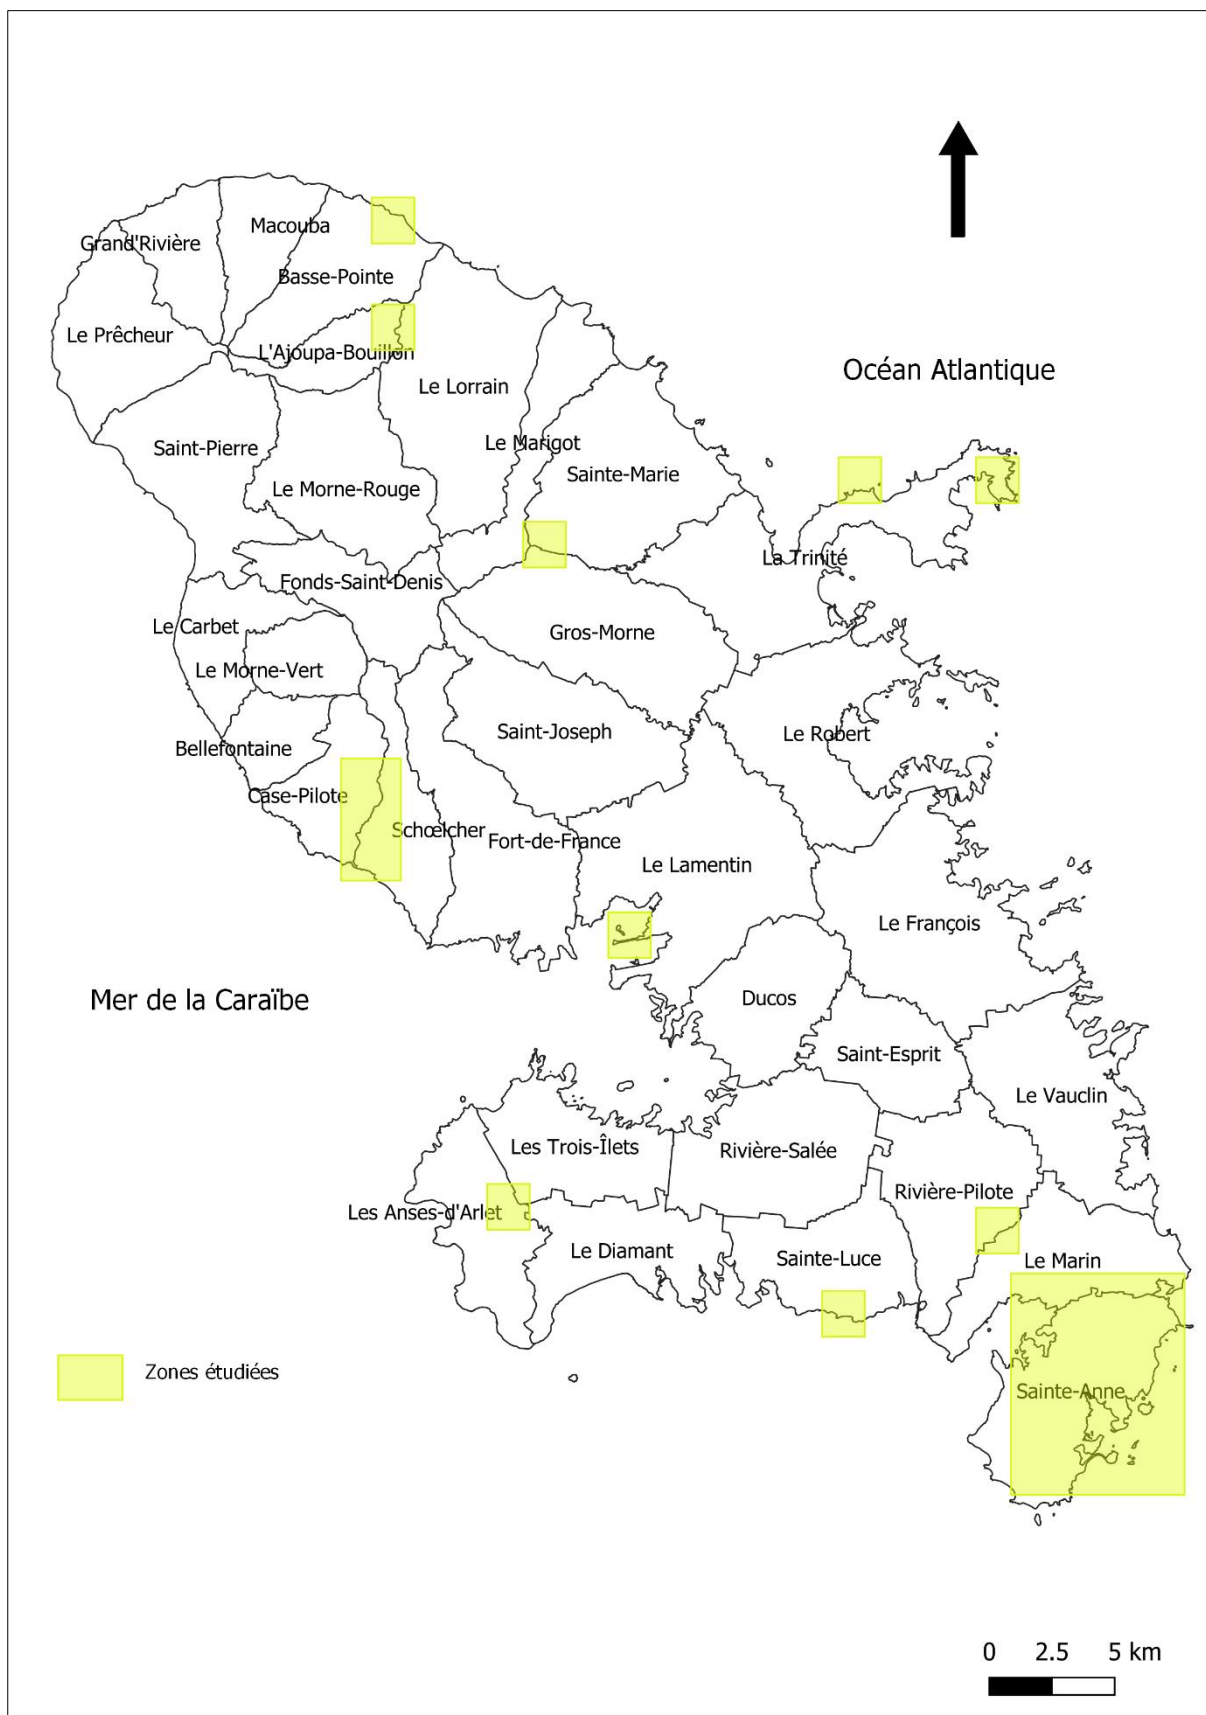 Macouba
Grand'Rivière
Basse-Pointe
Le Prêcheur
L'Ajoupa-Bouillon
Océan Atlantique
Le Lorrain
Le Marigot
Saint-Pierre
Sainte-Marie
Le Morne-Rouge
La Trinité
Fonds-Saint-Denis
Le Carbet
Gros-Morne
Le Morne-Vert
Saint-Joseph
Le Robert
Bellefontaine
Case-Pilote
Schœlcher
Fort-de-France
Le Lamentin
Le François
Mer de la Caraïbe
Ducos
Saint-Esprit
Le Vauclin
Les Trois-Îlets
Rivière-Salée
Rivière-Pilote
Les Anses-d'Arlet
Le Diamant
Sainte-Luce
Le Marin
Zones étudiées
Sainte-Anne
0 2.5 5 km